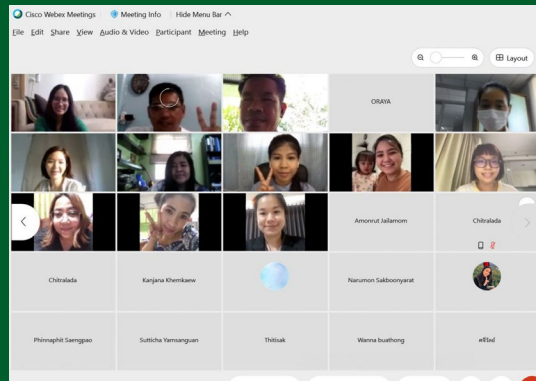 Cisco Webex Meetings Meeting Info Hide Menu Bar
File Edit Share View Audio & Video Participant Meeting Help
Layout
ORAYA
Amonrut Jailamom
Chitralada
Chitralada
Kanjana Khemkaew
Narumon Sakboonyarat
Phinnaphit Saengpao
Sutticha Yamsanguan
Thitisak
Wanna buathong